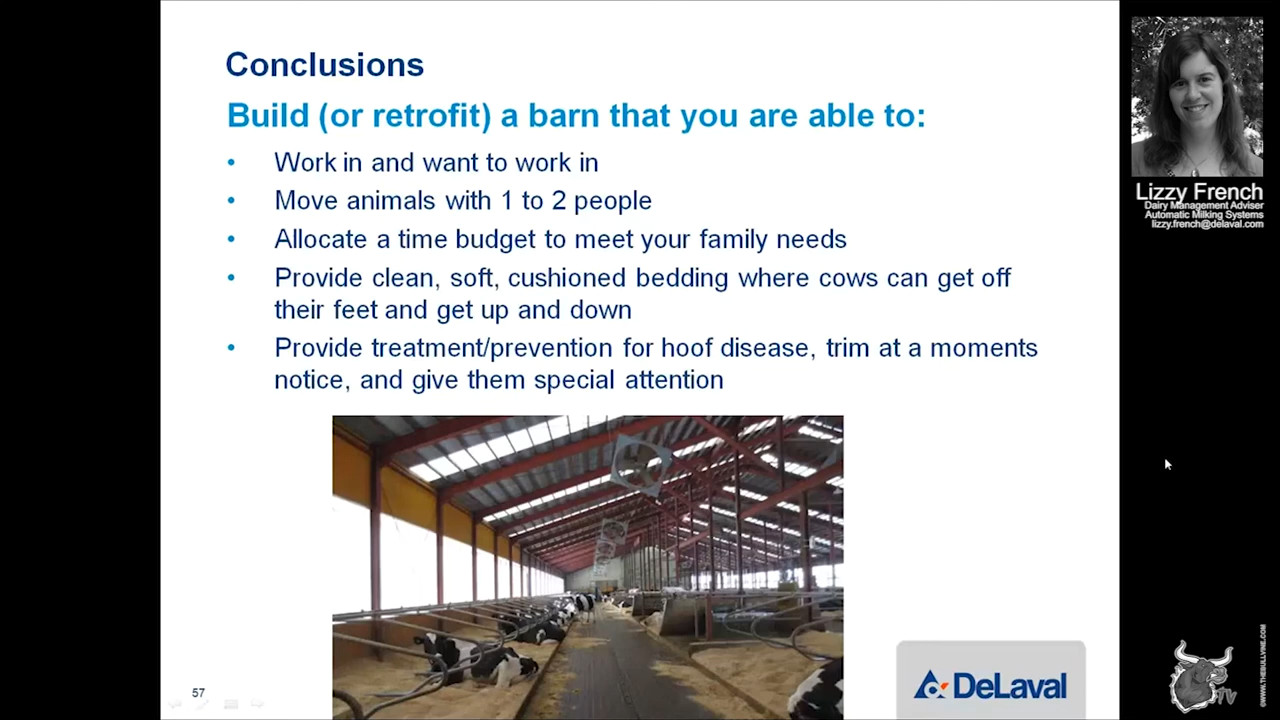 Conclusions
Build (or retrofit) a barn that you are able to:
• Work in and want to work in
• Move animals with 1 to 2 people
• Allocate a time budget to meet your family needs
• Provide clean, soft, cushioned bedding where cows can get off
their feet and get up and down
• Provide treatment/prevention for hoof disease, trim at a moments
notice, and give them special attention
57
DeLaval
Lizzy French
Dairy Management Adviser
Automatic Milking Systems
lizzy.french@delaval.com
TV
©WWW.THEBULLVINE.COM